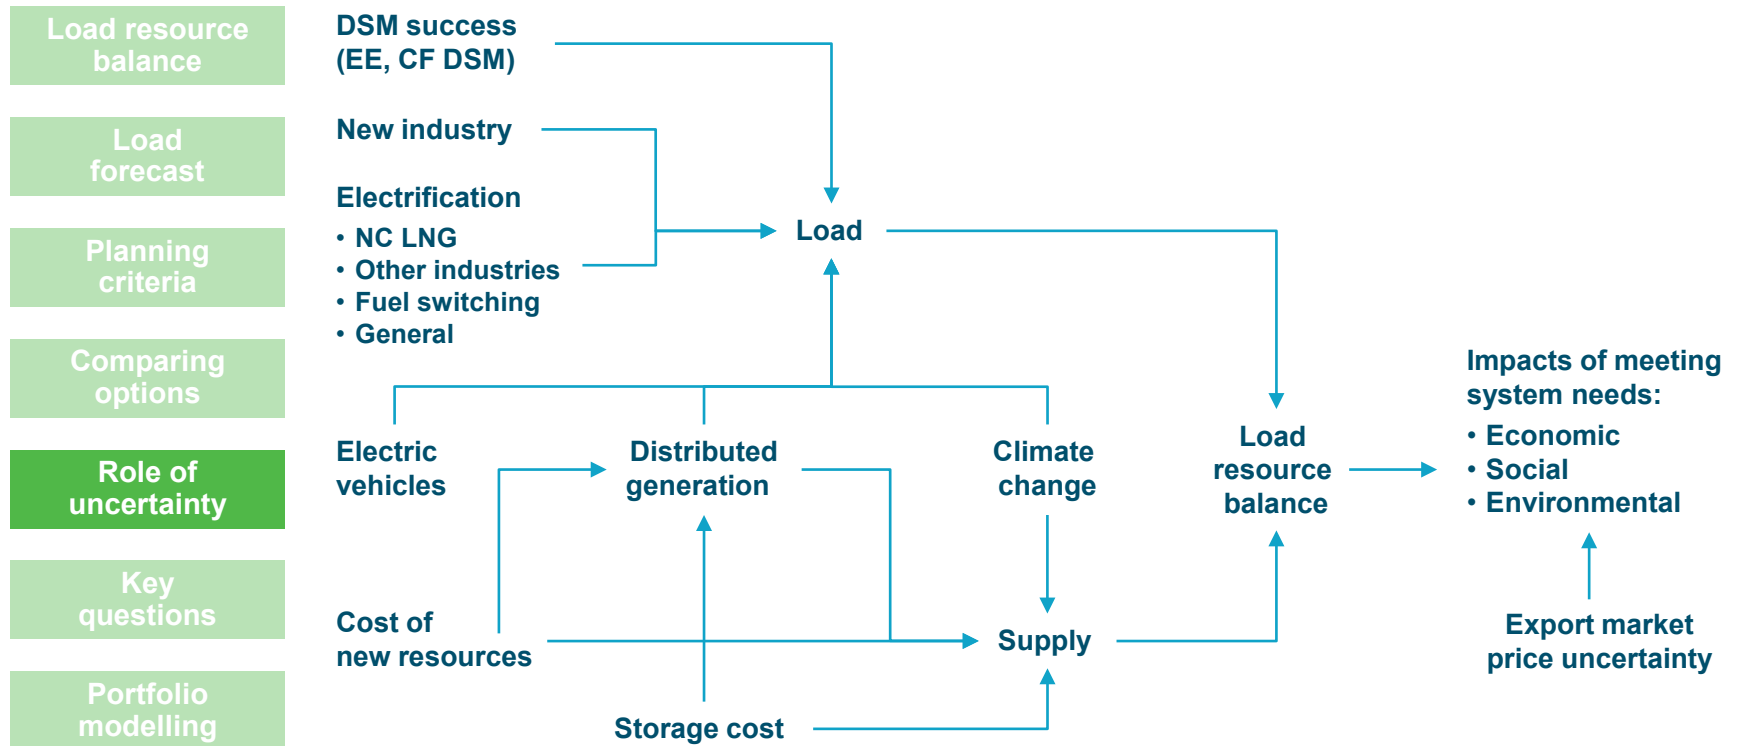 Load resource
balance
Load
forecast
Planning
criteria
Comparing
options
Role of
uncertainty
Key
questions
Portfolio
modelling
DSM success
(EE, CF DSM)
New industry
Electrification
• NC LNG
• Other industries
• Fuel switching
• General
Load
Electric
vehicles
Distributed
generation
Climate
change
Load
resource
balance
Impacts of meeting
system needs:
• Economic
• Social
• Environmental
Cost of
new resources
Supply
Export market
price uncertainty
Storage cost